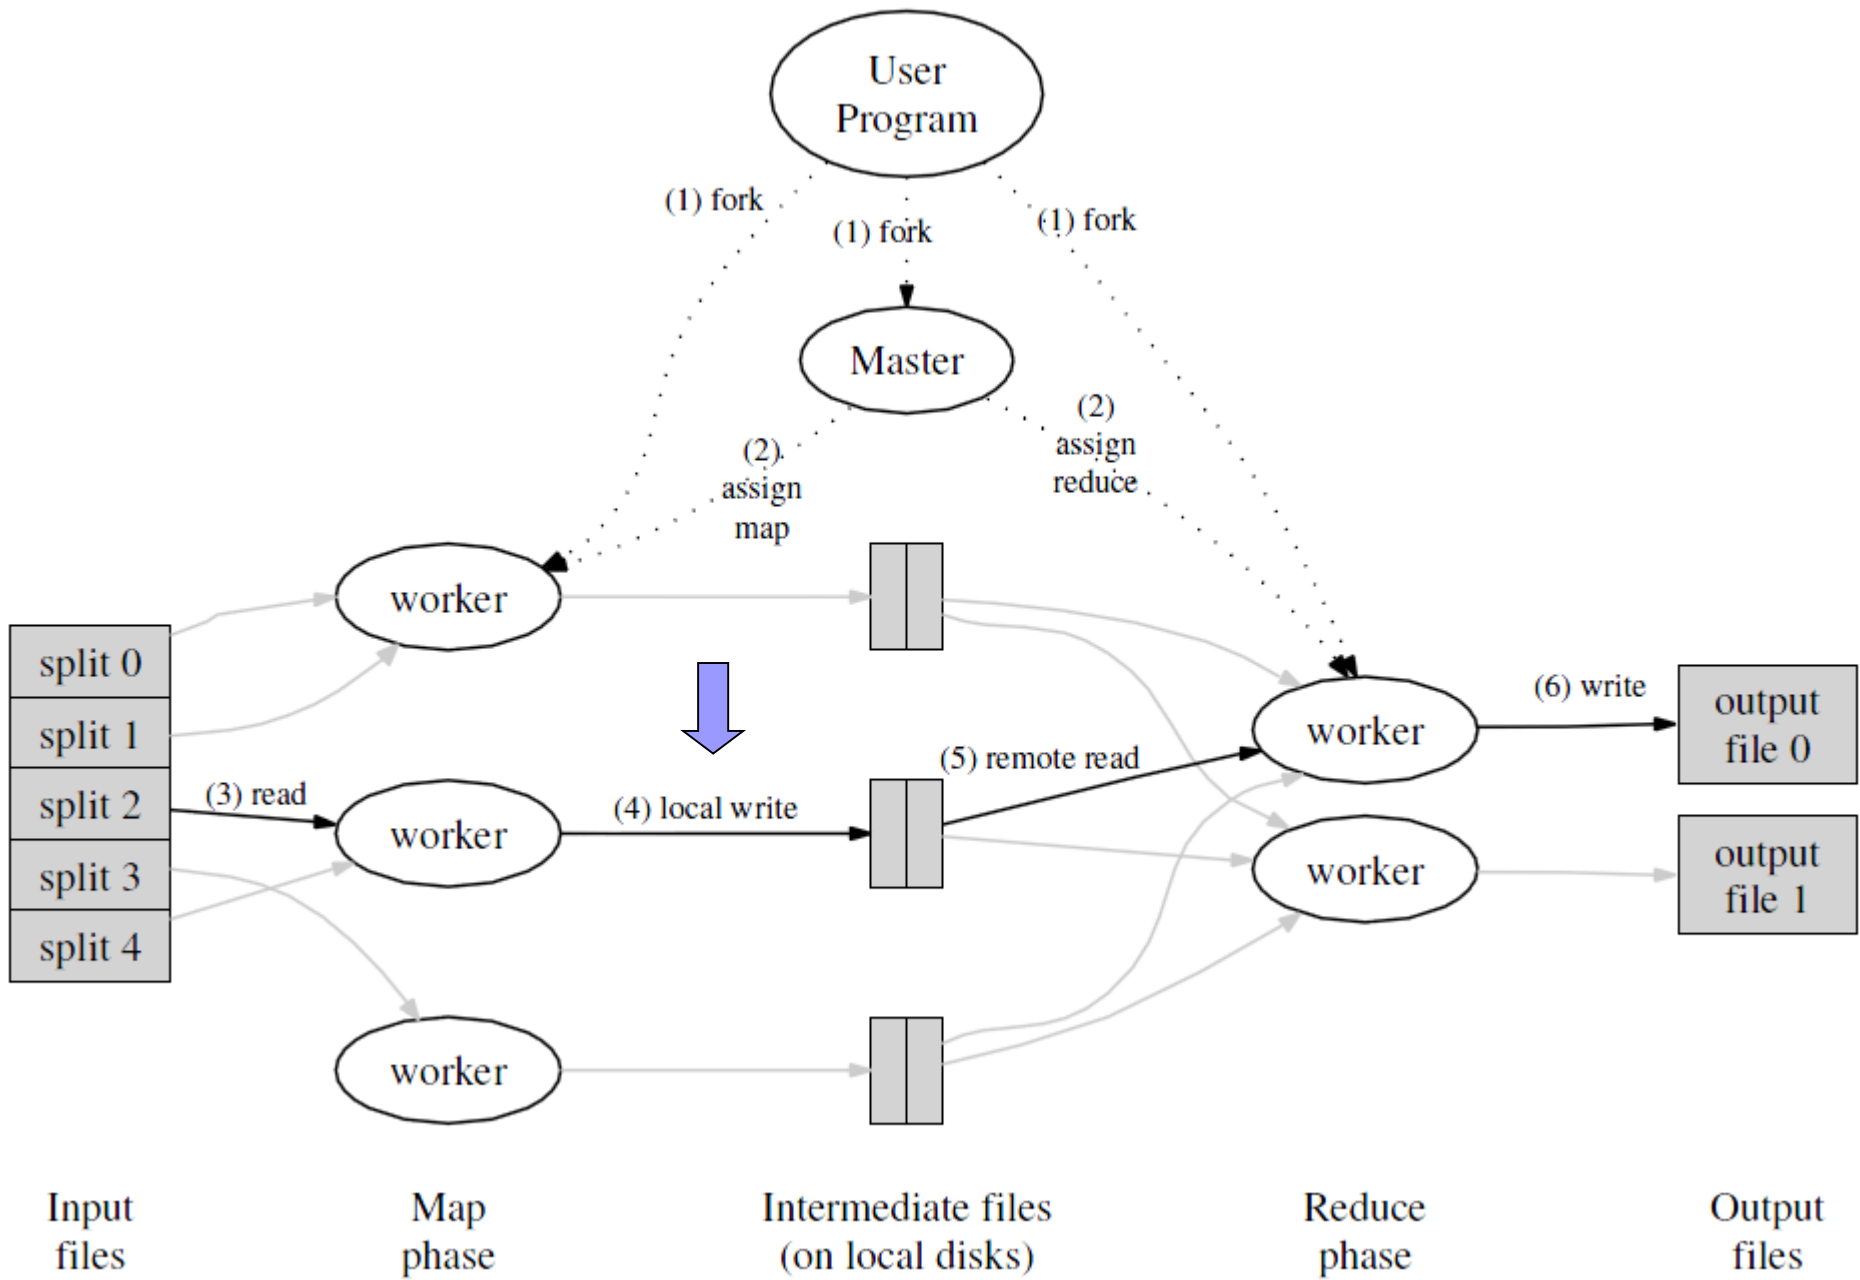 User
Program
(1) fork
(1) fork
(1) fork
Master
(2)
assign
map
(2)
assign
reduce
split 0
split 1
split 2
split 3
split 4
(3) read
worker
worker
worker
(4) local write
(5) remote read
worker
worker
(6) write
output
file 0
output
file 1
Input
files
Map
phase
Intermediate files
(on local disks)
Reduce
phase
Output
files